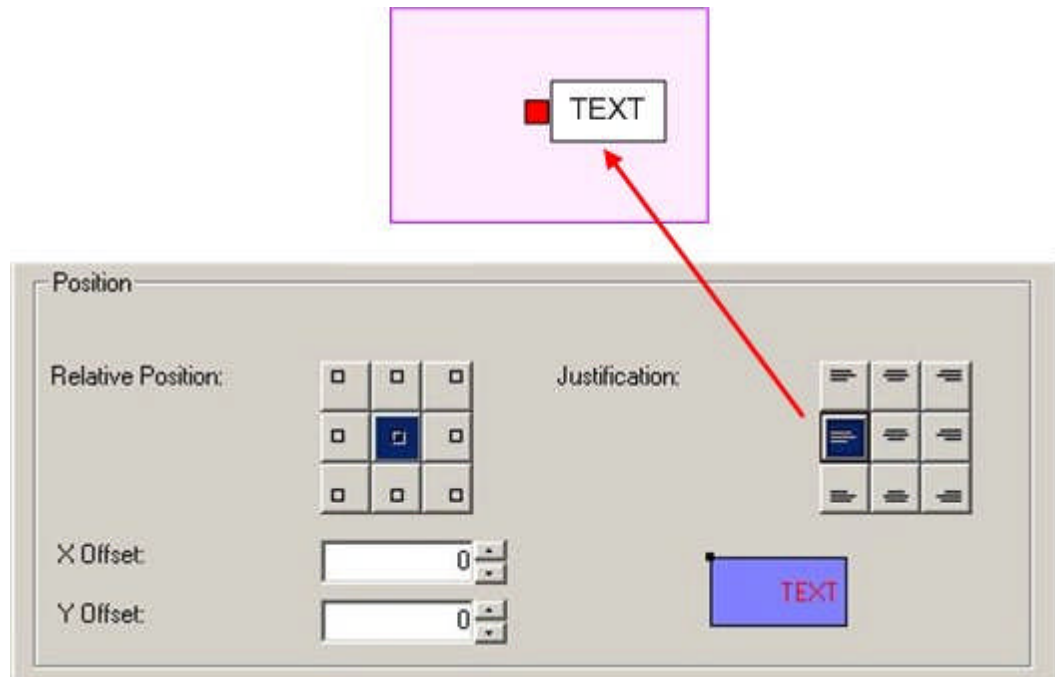 TEXT
Position
Relative Position:
Justification:
X Offset:
0
Y Offset:
0
TEXT